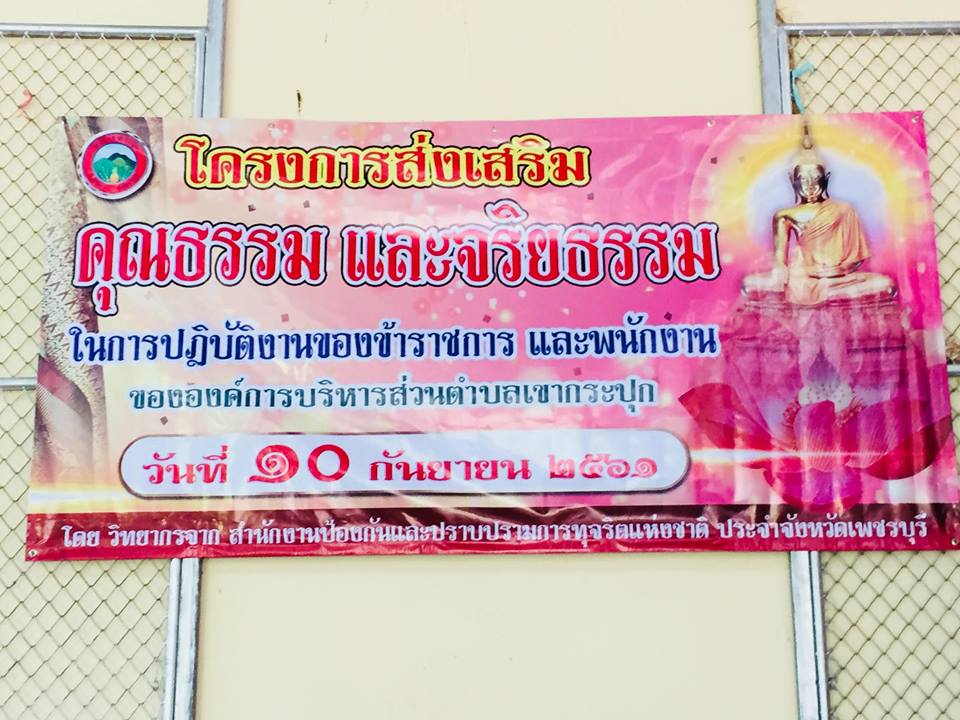 โครงการส่งเสริม
คุณธรรม และจริยธรรม
ในการปฏิบัติงานของข้าราชการ และพนักงาน
ขององค์การบริหารส่วนตำบลเขากระปุก
วันที่ ๑๐ กันยายน ๒๕๖๑
โดย วิทยากรจาก สำนักงานป้องกันและปราบปรามการทุจริตแห่งชาติ ประจำจังหวัดเพชรบุรี